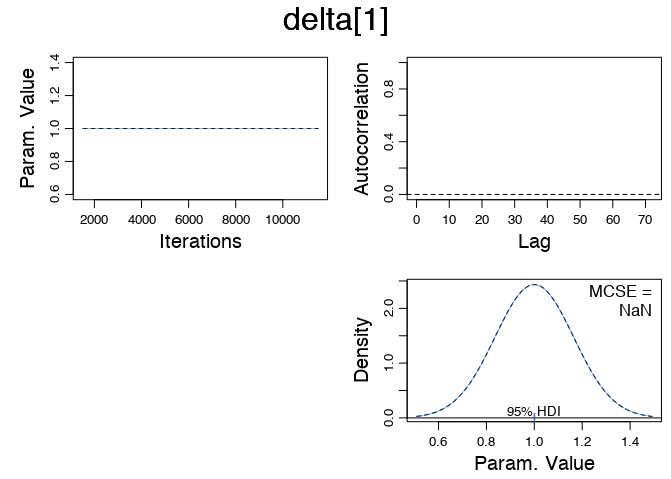 delta[1]
Param. Value
0.6 0.8 1.0 1.2 1.4
2000 4000 6000 8000 10000
Iterations
Autocorrelation
0.0 0.4 0.8
0 10 20 30 40 50 60 70
Lag
Density
0.0 1.0 2.0
MCSE =
NaN
95% HDI
0.6 0.8 1.0 1.2 1.4
Param. Value